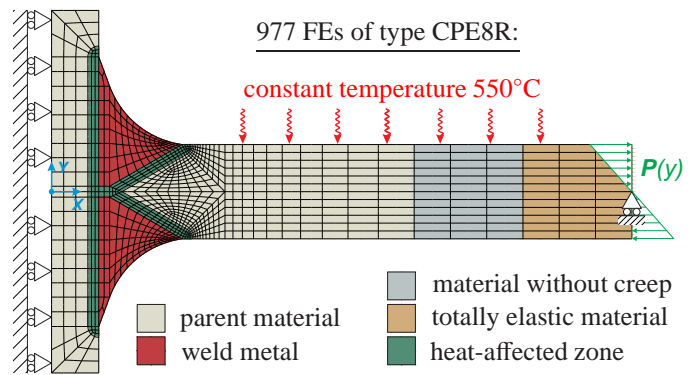 977 FEs of type CPE8R:
constant temperature 550°C
P(y)
Y
X
material without creep
parent material
totally elastic material
weld metal
heat-affected zone